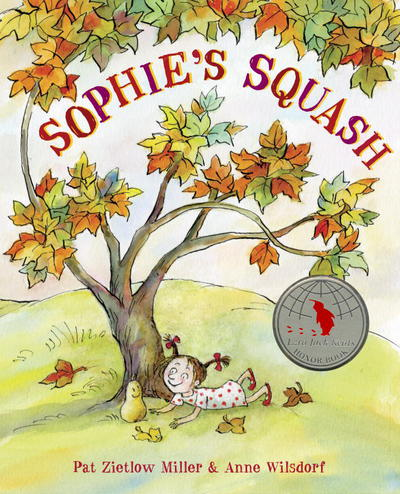 SOPHIE'S SQUASH
Ezra Jack Keats
HONOR BOOK
Pat Zietlow Miller & Anne Wilsdorf